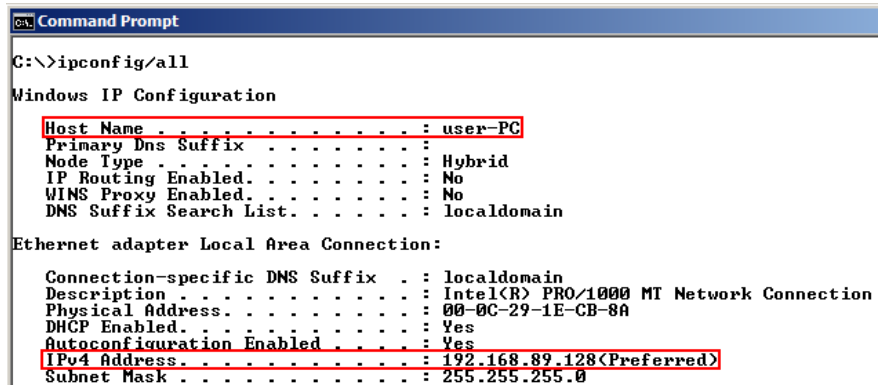 Command Prompt
C:\>ipconfig/all
Windows IP Configuration
Host Name . . . . . . . . . . . . : user-PC
Primary Dns Suffix . . . . . . . :
Node Type . . . . . . . . . . . . : Hybrid
IP Routing Enabled. . . . . . . . : No
WINS Proxy Enabled. . . . . . . . : No
DNS Suffix Search List. . . . . . : localdomain
Ethernet adapter Local Area Connection:
Connection-specific DNS Suffix . : localdomain
Description . . . . . . . . . . . : Intel(R) PRO/1000 MT Network Connection
Physical Address. . . . . . . . . : 00-0C-29-1E-CB-8A
DHCP Enabled. . . . . . . . . . . : Yes
Autoconfiguration Enabled . . . . : Yes
IPv4 Address. . . . . . . . . . . : 192.168.89.128(Preferred)
Subnet Mask . . . . . . . . . . . : 255.255.255.0